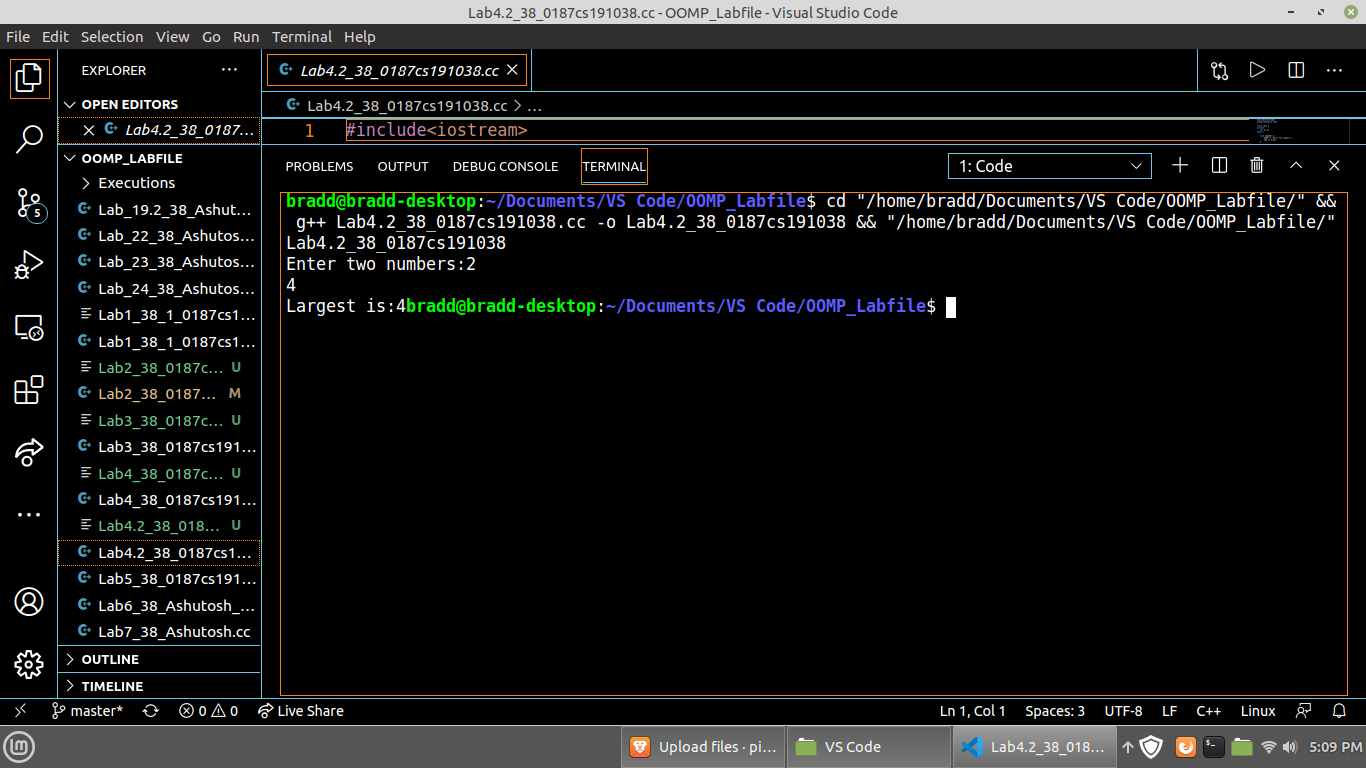 Lab4.2_38_0187cs191038.cc - OOMP_Labfile - Visual Studio Code
File Edit Selection View Go Run Terminal Help
EXPLORER
OPEN EDITORS
Lab4.2_38_0187...
OOMP_LABFILE
Executions
Lab_19.2_38_Ashut...
Lab_22_38_Ashutos...
Lab_23_38_Ashutos...
Lab_24_38_Ashutos...
Lab1_38_1_0187cs1...
Lab1_38_1_0187cs1...
Lab2_38_0187c... U
Lab2_38_0187... M
Lab3_38_0187c... U
Lab3_38_0187cs191...
Lab4_38_0187c... U
Lab4_38_0187cs191...
Lab4.2_38_018... U
Lab4.2_38_0187cs1...
Lab5_38_0187cs191...
Lab6_38_Ashutosh_...
Lab7_38_Ashutosh.cc
OUTLINE
TIMELINE
5
Lab4.2_38_0187cs191038.cc
Lab4.2_38_0187cs191038.cc > ...
1 #include<iostream>
PROBLEMS OUTPUT DEBUG CONSOLE TERMINAL 1: Code
bradd@bradd-desktop:~/Documents/VS Code/OOMP_Labfile$ cd "/home/bradd/Documents/VS Code/OOMP_Labfile/" &&
g++ Lab4.2_38_0187cs191038.cc -o Lab4.2_38_0187cs191038 && "/home/bradd/Documents/VS Code/OOMP_Labfile/"
Lab4.2_38_0187cs191038
Enter two numbers:2
4
Largest is:4bradd@bradd-desktop:~/Documents/VS Code/OOMP_Labfile$
master* 0 0 Live Share Ln 1, Col 1 Spaces: 3 UTF-8 LF C++ Linux
Upload files · pi... VS Code Lab4.2_38_018... 5:09 PM